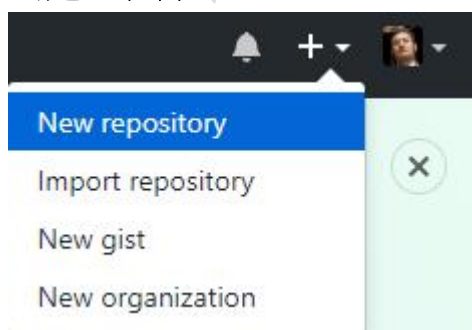 New repository
Import repository
New gist
New organization